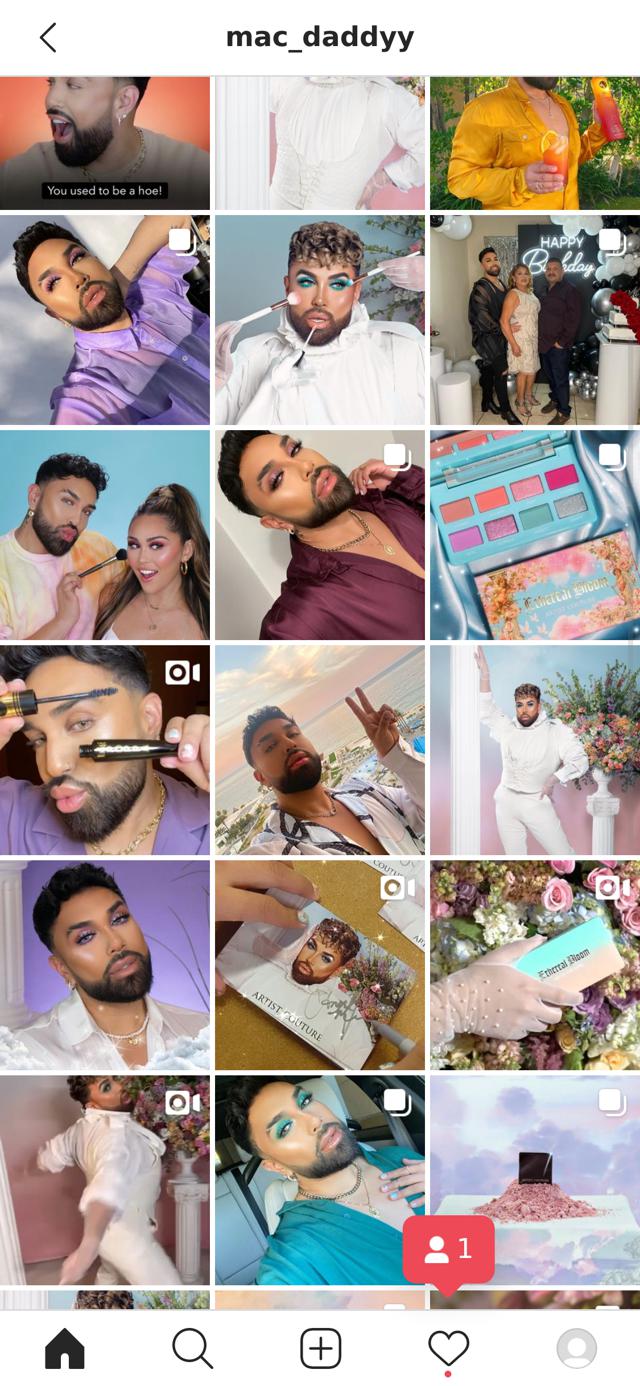 mac_daddyy
You used to be a hoe!
HAPPY
Birthday
Ethereal Bloom
ARTIST COUTURE
Ethereal Bloom
1